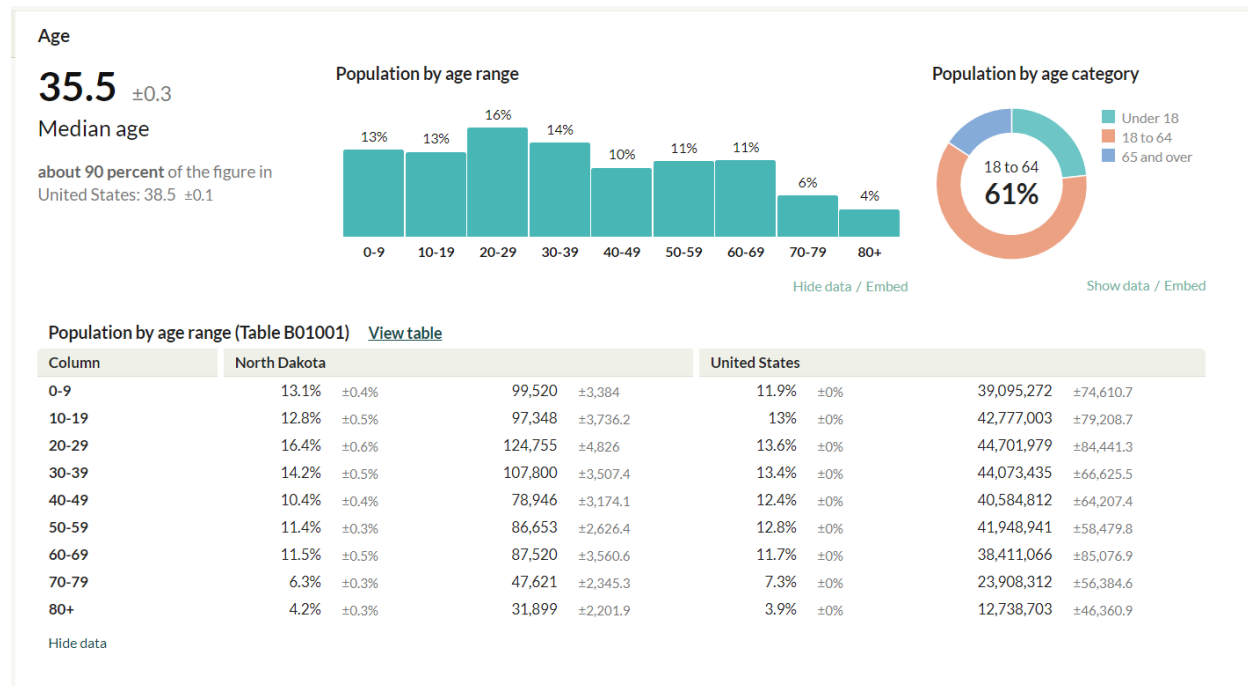 Age
35.5 ±0.3
Median age
about 90 percent of the figure in
United States: 38.5 ±0.1
Population by age range
13% 13% 16% 14% 10% 11% 11% 6% 4%
0-9 10-19 20-29 30-39 40-49 50-59 60-69 70-79 80+
Hide data / Embed
Population by age category
18 to 64
61%
Under 18
18 to 64
65 and over
Show data / Embed
Population by age range (Table B01001) View table
Column North Dakota United States
0-9 13.1% ±0.4% 99,520 ±3,384 11.9% ±0% 39,095,272 ±74,610.7
10-19 12.8% ±0.5% 97,348 ±3,736.2 13% ±0% 42,777,003 ±79,208.7
20-29 16.4% ±0.6% 124,755 ±4,826 13.6% ±0% 44,701,979 ±84,441.3
30-39 14.2% ±0.5% 107,800 ±3,507.4 13.4% ±0% 44,073,435 ±66,625.5
40-49 10.4% ±0.4% 78,946 ±3,174.1 12.4% ±0% 40,584,812 ±64,207.4
50-59 11.4% ±0.3% 86,653 ±2,626.4 12.8% ±0% 41,948,941 ±58,479.8
60-69 11.5% ±0.5% 87,520 ±3,560.6 11.7% ±0% 38,411,066 ±85,076.9
70-79 6.3% ±0.3% 47,621 ±2,345.3 7.3% ±0% 23,908,312 ±56,384.6
80+ 4.2% ±0.3% 31,899 ±2,201.9 3.9% ±0% 12,738,703 ±46,360.9
Hide data